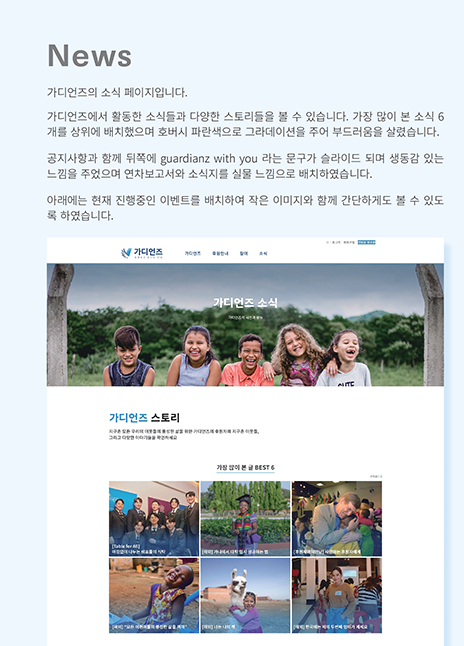 News
가디언즈의 소식 페이지입니다.
가디언즈에서 활동한 소식들과 다양한 스토리들을 볼 수 있습니다. 가장 많이 본 소식 6
개를 상위에 배치했으며 호버시 파란색으로 그라데이션을 주어 부드러움을 살렸습니다.
공지사항과 함께 뒤쪽에 guardianz with you 라는 문구가 슬라이드 되며 생동감 있는
느낌을 주었으며 연차보고서와 소식지를 실물 느낌으로 배치하였습니다.
아래에는 현재 진행중인 이벤트를 배치하여 작은 이미지와 함께 간단하게도 볼 수 있도
록 하였습니다.
가디언즈
가디언즈 후원안내 참여 소식
가디언즈 소식
가디언즈 스토리
가장 많이 본 글 BEST 6
[Table for All]